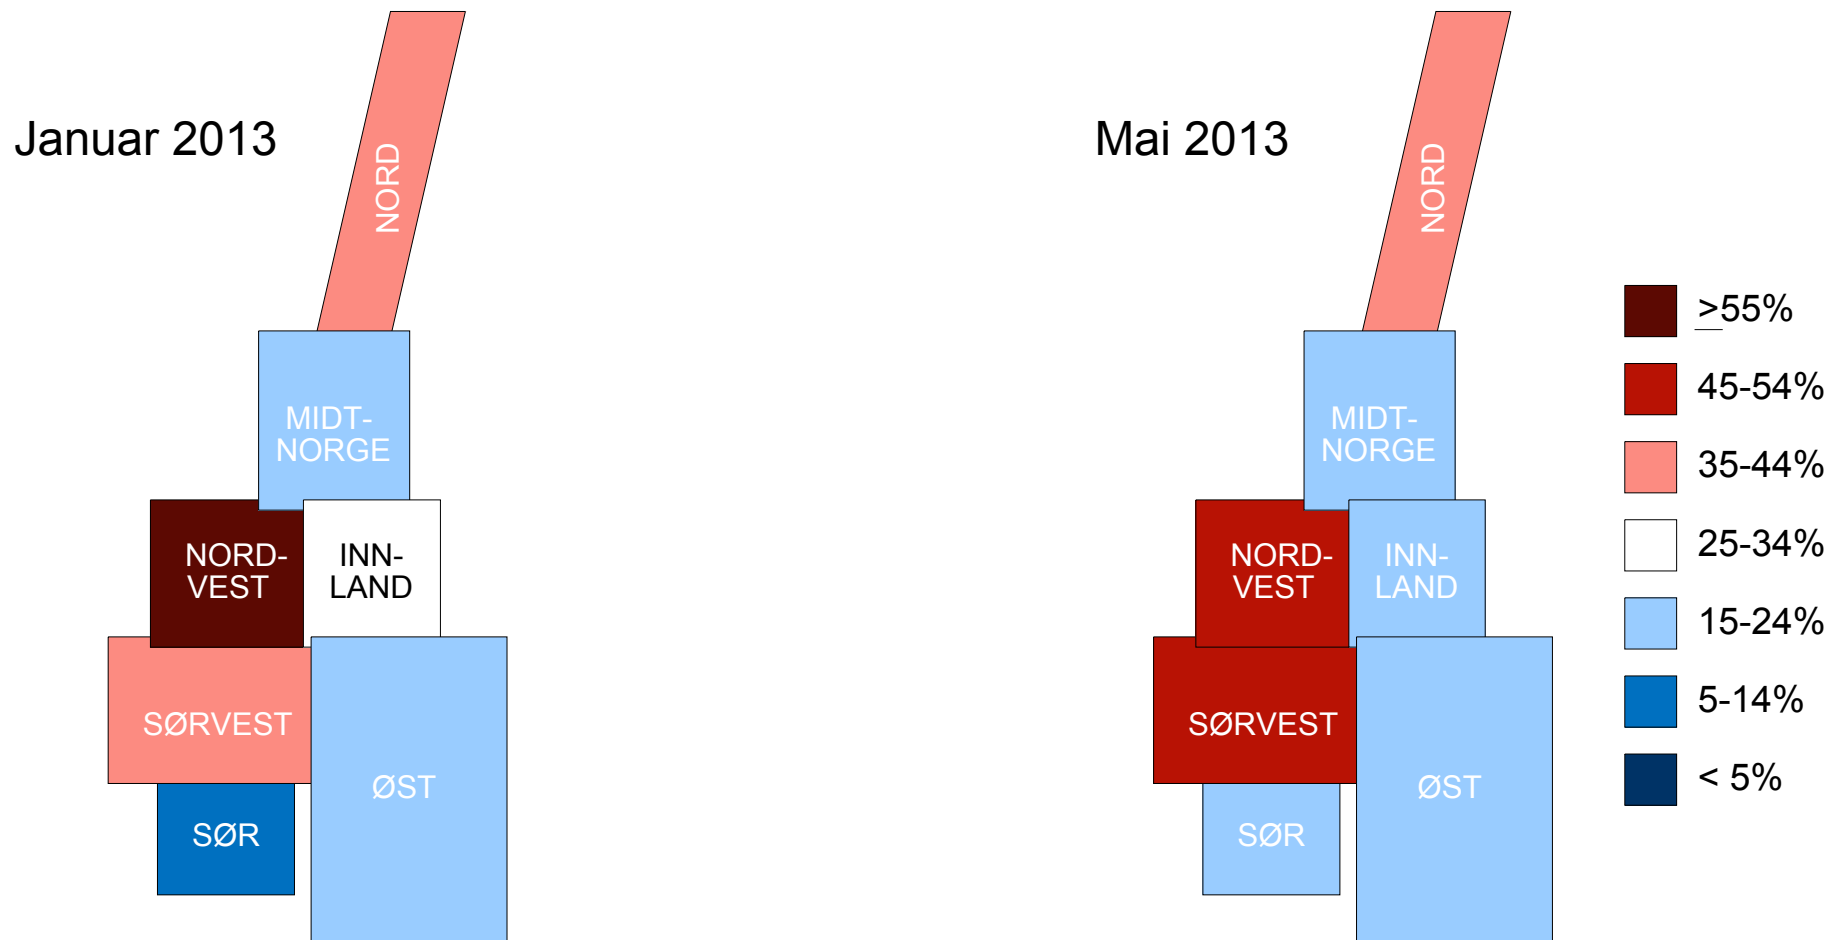 Januar 2013
NORD
MIDT-
NORGE
NORD-
VEST
INN-
LAND
SØRVEST
ØST
SØR
Mai 2013
NORD
MIDT-
NORGE
NORD-
VEST
INN-
LAND
SØRVEST
ØST
SØR
≥55%
45-54%
35-44%
25-34%
15-24%
5-14%
< 5%